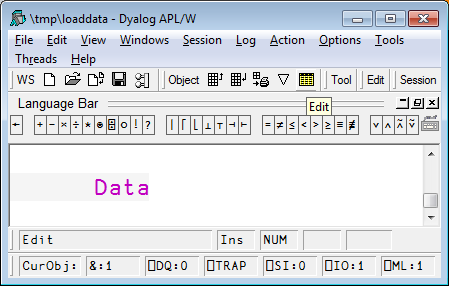 \tmp\loaddata - Dyalog APL/W
File Edit View Windows Session Log Action Options Tools
Threads Help
WS Object Tool Edit Session
Language Bar
Edit
← + - × ÷ * ⍟ ⌹ ○ ! ? | ⌈ ⌊ ⊥ ⊤ ⊣ ⊢ = ≠ ≤ < > ≥ ≡ ≢ ∨ ∧ ⍲ ⍱
Data
Edit Ins NUM
CurObj: &:1 ⎕DQ:0 ⎕TRAP ⎕SI:0 ⎕IO:1 ⎕ML:1